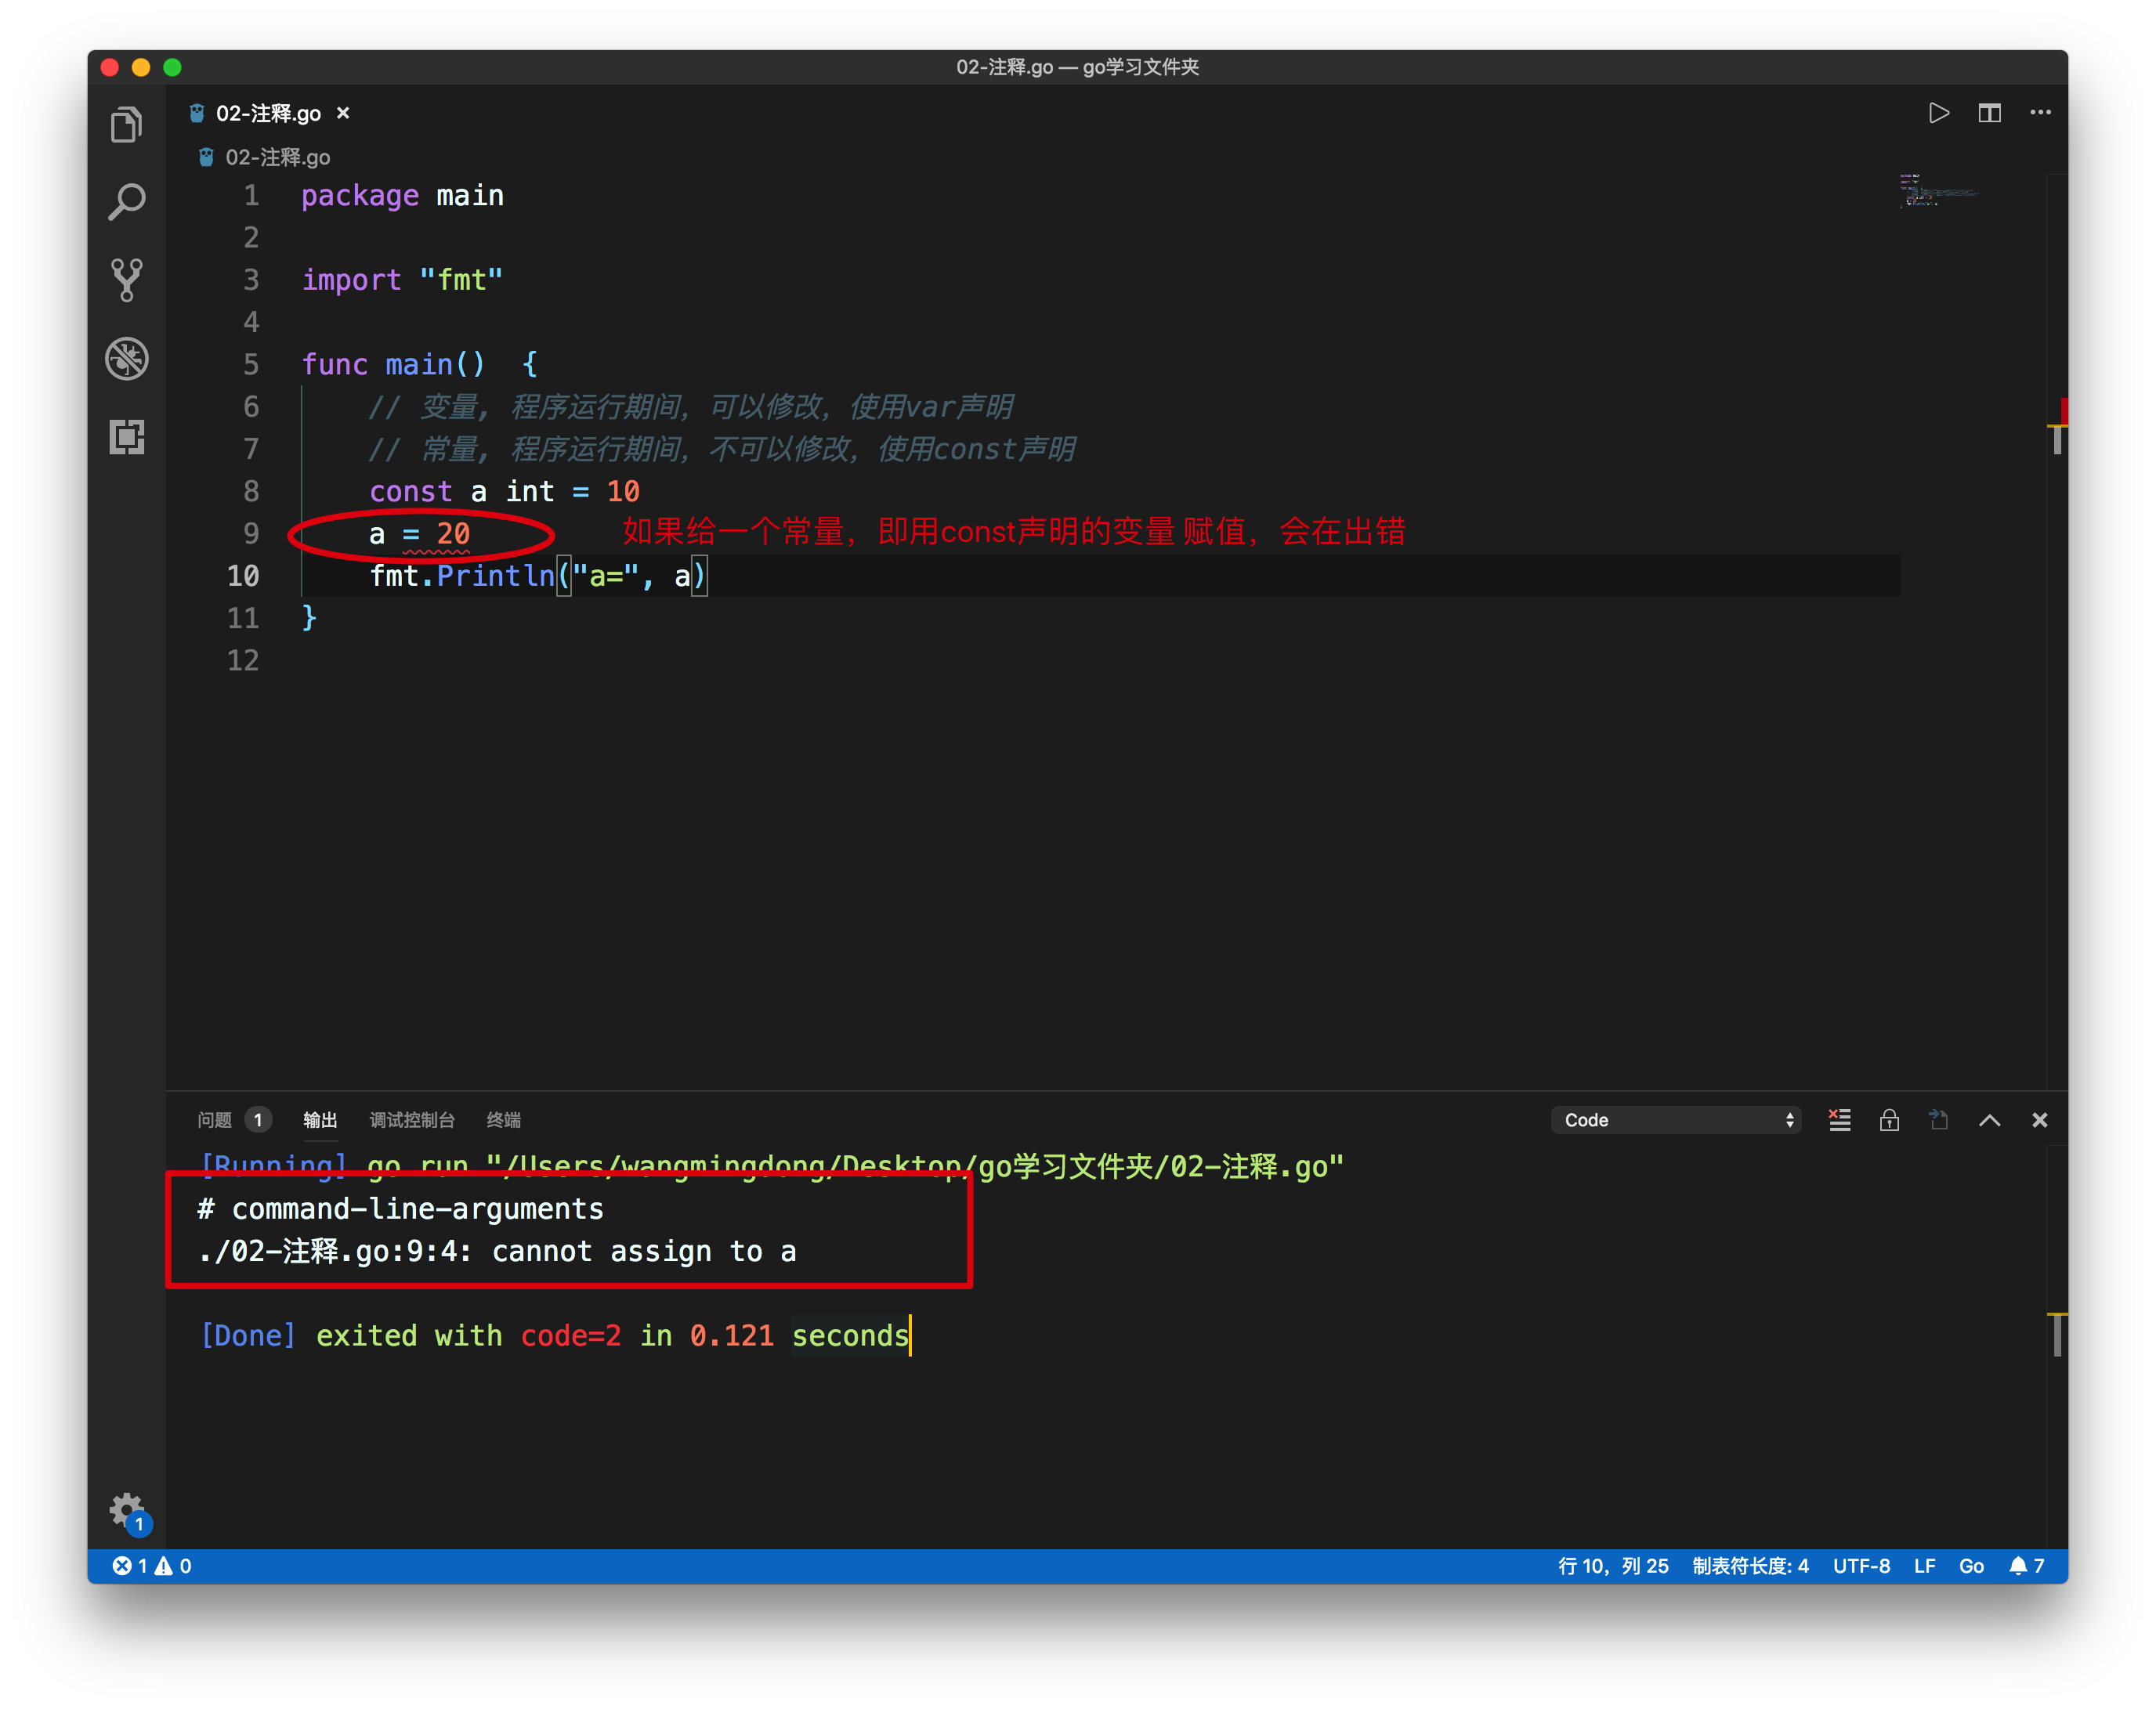 02-注释.go — go学习文件夹
02-注释.go ×
02-注释.go
1 package main
2
3 import "fmt"
4
5 func main()  {
6 // 变量, 程序运行期间, 可以修改, 使用var声明
7 // 常量, 程序运行期间, 不可以修改, 使用const声明
8 const a int = 10
9 a = 20 如果给一个常量，即用const声明的变量 赋值，会在出错
10 fmt.Println("a=", a)
11 }
12
问题 1 输出 调试控制台 终端 Code
[Running] go run "/Users/wangmingdong/Desktop/go学习文件夹/02-注释.go"
# command-line-arguments
./02-注释.go:9:4: cannot assign to a
[Done] exited with code=2 in 0.121 seconds
1
1 0 行 10，列 25 制表符长度: 4 UTF-8 LF Go 7